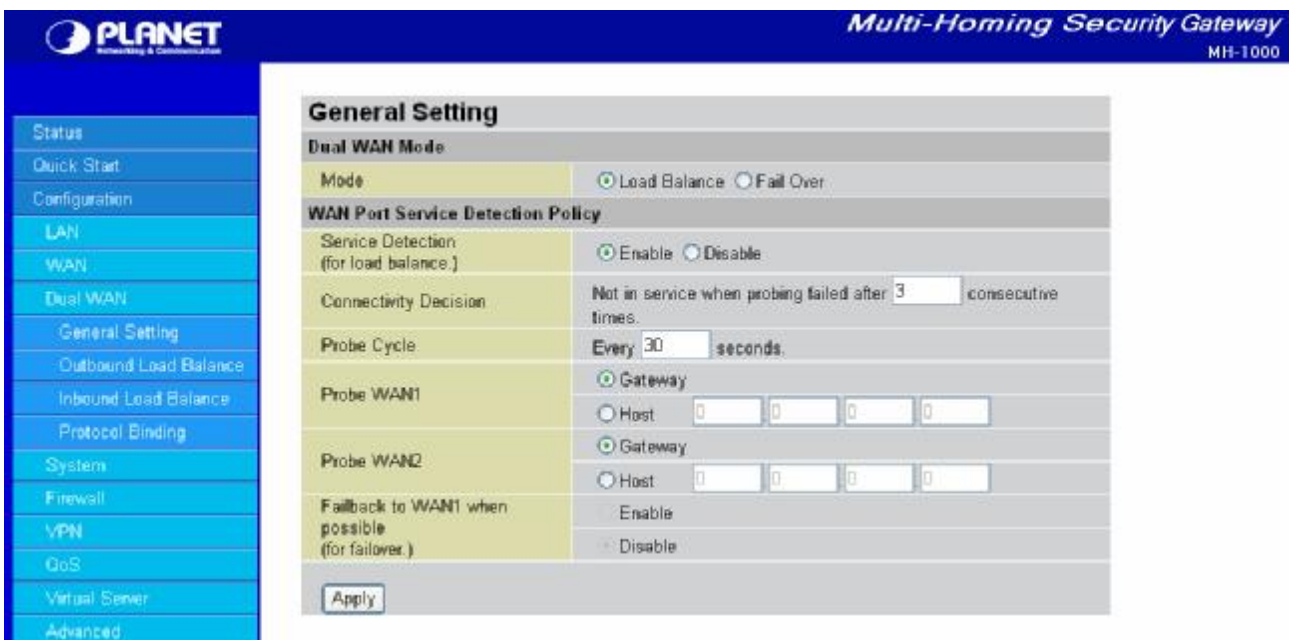 PLANET
Networking & Communication
Multi-Homing Security Gateway
MH-1000
Status
Quick Start
Configuration
LAN
WAN
Dual WAN
General Setting
Outbound Load Balance
Inbound Load Balance
Protocol Binding
System
Firewall
VPN
QoS
Virtual Server
Advanced
General Setting
Dual WAN Mode
Mode
Load Balance Fail Over
WAN Port Service Detection Policy
Service Detection
(for load balance.)
Enable Disable
Connectivity Decision
Not in service when probing failed after 3 consecutive
times.
Probe Cycle
Every 30 seconds.
Probe WAN1
Gateway
Host 0 . 0 . 0 . 0
Probe WAN2
Gateway
Host 0 . 0 . 0 . 0
Failback to WAN1 when
possible
(for failover.)
Enable
Disable
Apply